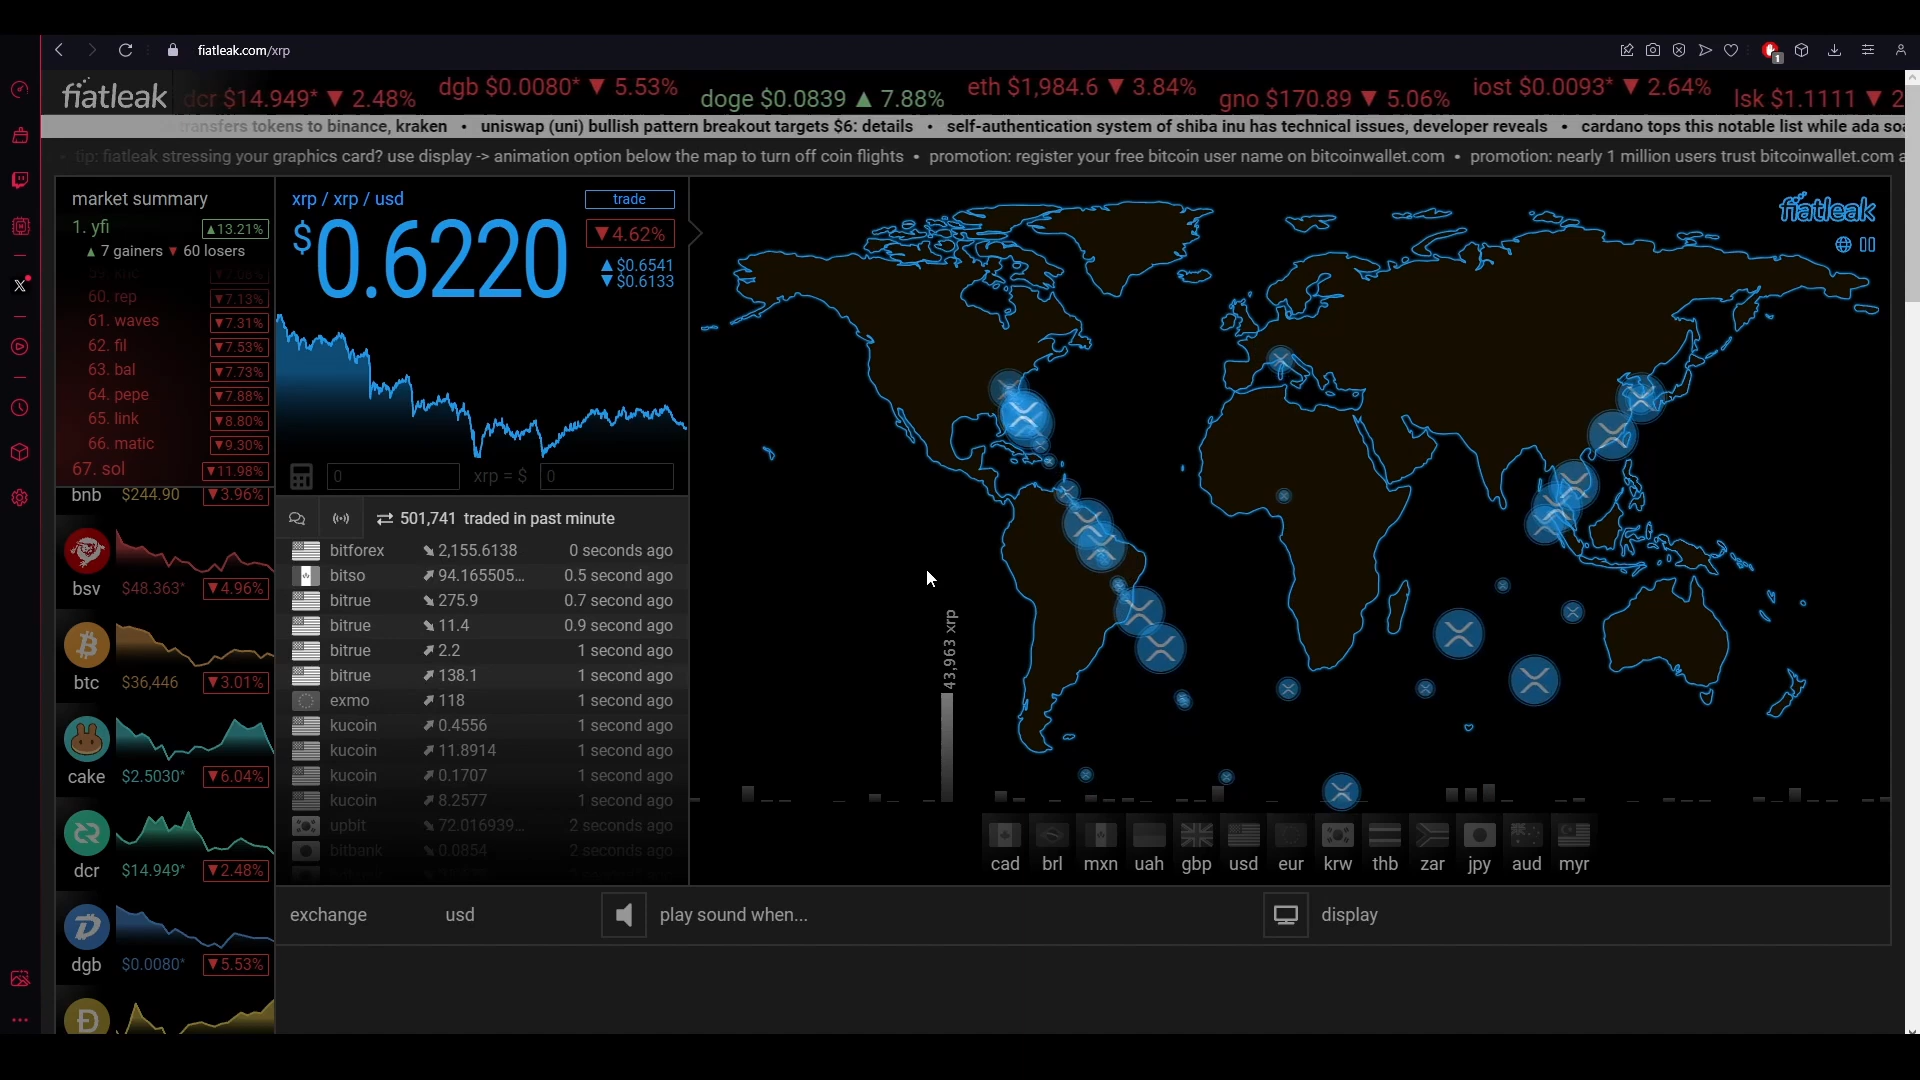 fiatleak.com/xrp
1
fiatleak
dcr $14.949* ▼ 2.48% dgb $0.0080* ▼ 5.53% doge $0.0839 ▲ 7.88% eth $1,984.6 ▼ 3.84% gno $170.89 ▼ 5.06% iost $0.0093* ▼ 2.64% lsk $1.1111 ▼ 2
transfers tokens to binance, kraken • uniswap (uni) bullish pattern breakout targets $6: details • self-authentication system of shiba inu has technical issues, developer reveals • cardano tops this notable list while ada soa
tip: fiatleak stressing your graphics card? use display -> animation option below the map to turn off coin flights • promotion: register your free bitcoin user name on bitcoinwallet.com • promotion: nearly 1 million users trust bitcoinwallet.com a
market summary
1. yfi ▲13.21%
▲ 7 gainers ▼ 60 losers
60. rep ▼7.13%
61. waves ▼7.31%
62. fil ▼7.53%
63. bal ▼7.73%
64. pepe ▼7.88%
65. link ▼8.80%
66. matic ▼9.30%
67. sol ▼11.98%
bnb $244.90 ▼3.96%
bsv $48.363* ▼4.96%
btc $36,446 ▼3.01%
cake $2.5030* ▼6.04%
dcr $14.949* ▼2.48%
dgb $0.0080* ▼5.53%
xrp / xrp / usd
trade
$0.6220
▼4.62%
▲$0.6541
▼$0.6133
0 xrp = $ 0
501,741 traded in past minute
bitforex 2,155.6138 0 seconds ago
bitso 94.165505... 0.5 second ago
bitrue 275.9 0.7 second ago
bitrue 11.4 0.9 second ago
bitrue 2.2 1 second ago
bitrue 138.1 1 second ago
exmo 118 1 second ago
kucoin 0.4556 1 second ago
kucoin 11.8914 1 second ago
kucoin 0.1707 1 second ago
kucoin 8.2577 1 second ago
upbit 72.016939... 2 seconds ago
bitbank 0.0854 2 seconds ago
fiatleak
43,963 xrp
cad brl mxn uah gbp usd eur krw thb zar jpy aud myr
exchange usd play sound when... display